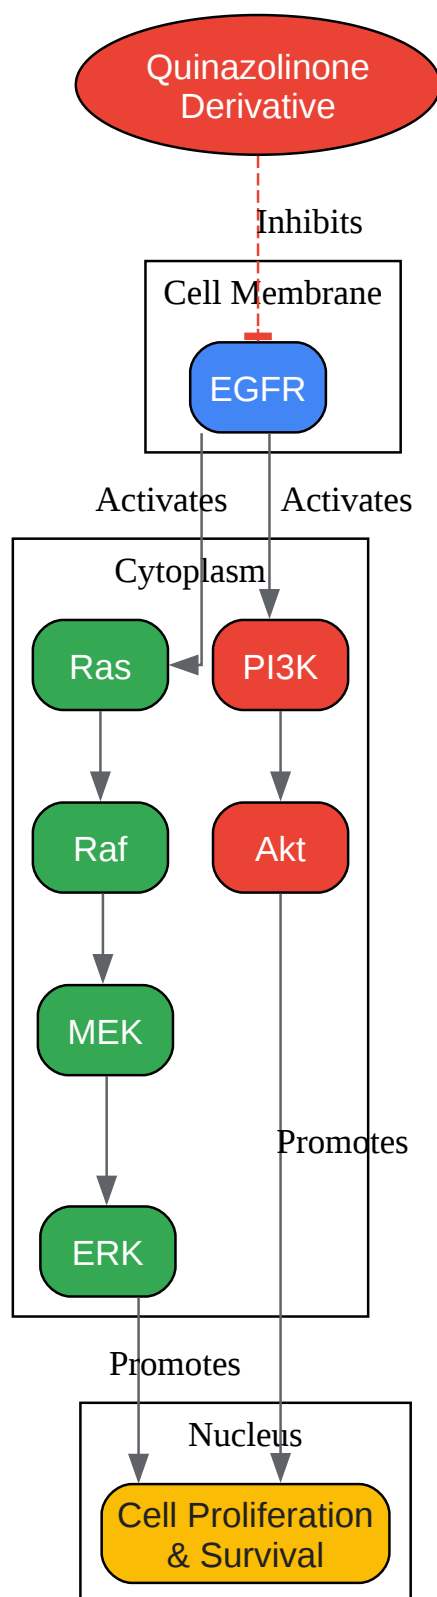 Quinazolinone
Derivative
Inhibits
Cell Membrane
EGFR
Activates
Activates
Cytoplasm
Ras
PI3K
Raf
Akt
MEK
Promotes
ERK
Promotes
Nucleus
Cell Proliferation
& Survival